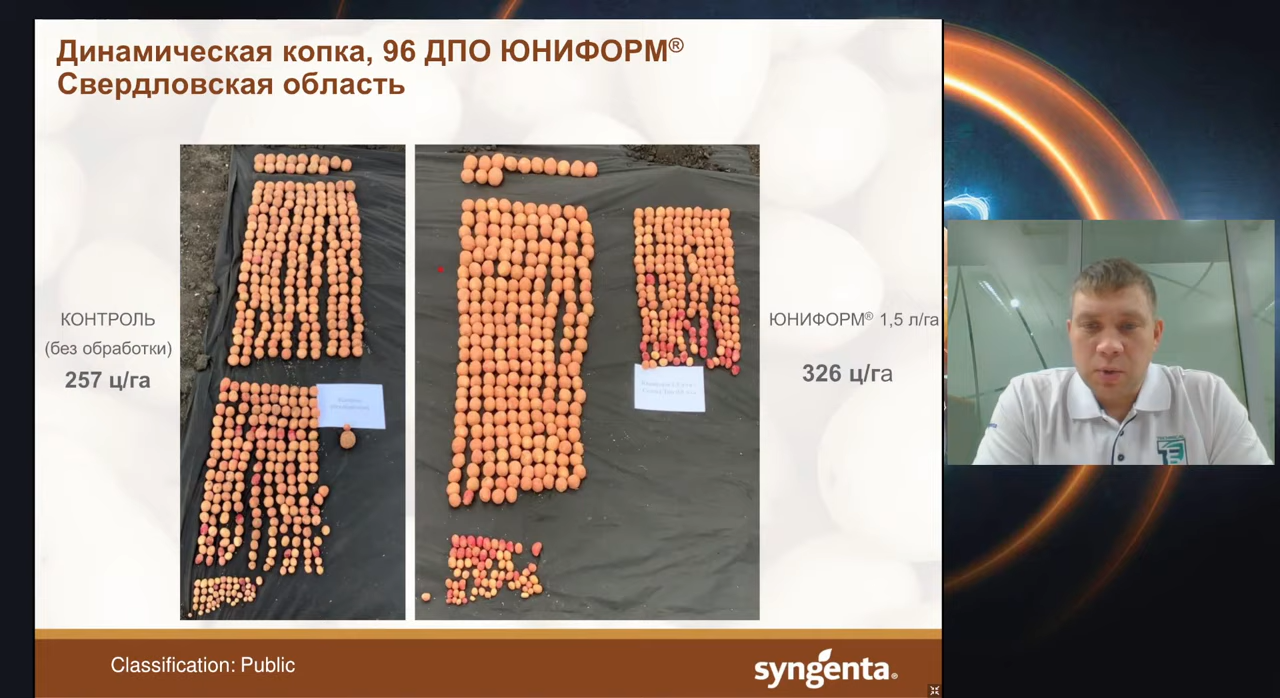 Динамическая копка, 96 ДПО ЮНИФОРМ®
Свердловская область
КОНТРОЛЬ
(без обработки)
257 ц/га
ЮНИФОРМ® 1,5 л/га
326 ц/га
Classification: Public
syngenta®